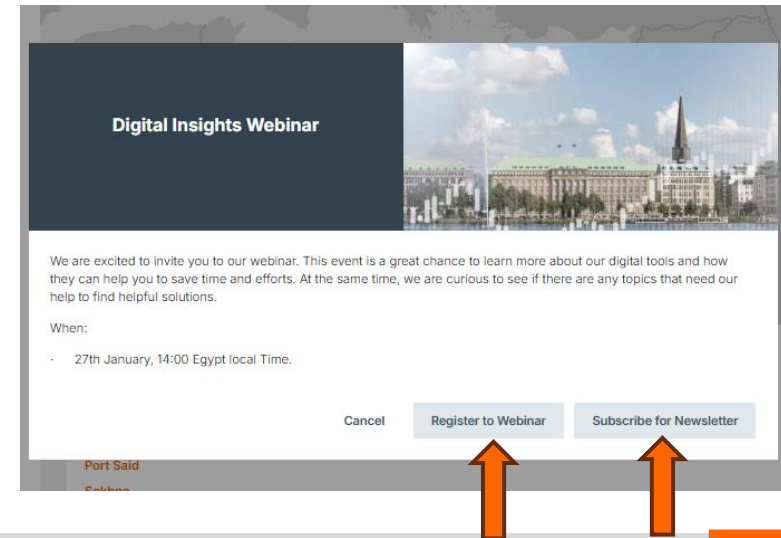 Digital Insights Webinar
We are excited to invite you to our webinar. This event is a great chance to learn more about our digital tools and how
they can help you to save time and efforts. At the same time, we are curious to see if there are any topics that need our
help to find helpful solutions.
When:
· 27th January, 14:00 Egypt local Time.
Cancel Register to Webinar Subscribe for Newsletter
Port Said